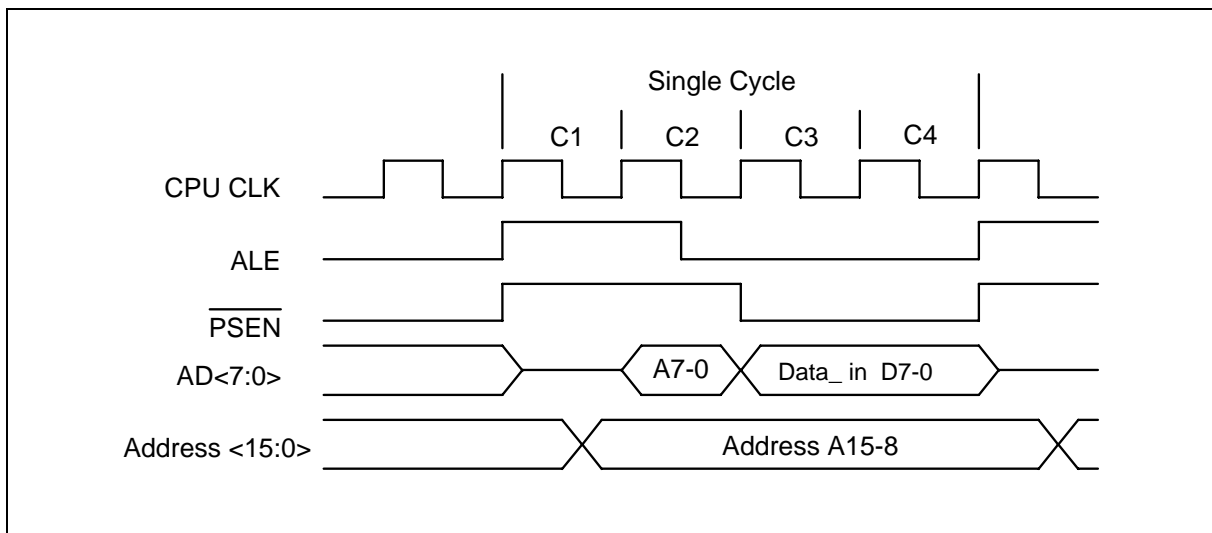 Single Cycle
C1 C2 C3 C4
CPU CLK
ALE
PSEN
AD<7:0> A7-0 Data_ in D7-0
Address <15:0> Address A15-8